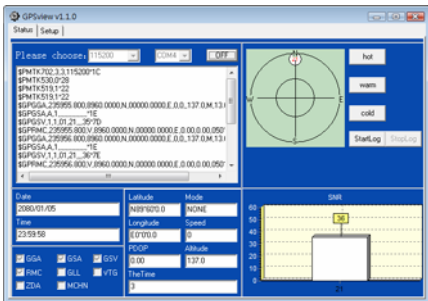 GPSview v1.1.0
Status Setup
Please choose: 115200 COM4 OFF
$PMTK702,3,3,115200*1C
$PMTK530,0*28
$PMTK519,1*22
$PMTK519,1*22
$GPGGA,235955.800,8960.0000,N,00000.0000,E,0,0,,137.0,M,13.(
$GPGSA,A,1,,,,,,,,,,,,,,,*1E
$GPGSV,1,1,01,21,,,35*7D
$GPRMC,235955.800,V,8960.0000,N,00000.0000,E,0.00,0.00,050'
$GPGGA,235956.800,8960.0000,N,00000.0000,E,0,0,,137.0,M,13.(
$GPGSA,A,1,,,,,,,,,,,,,,,*1E
$GPGSV,1,1,01,21,,,36*7E
$GPRMC,235956.800,V,8960.0000,N,00000.0000,E,0.00,0.00,050'
N
W
E
S
hot
warm
cold
StartLog StopLog
Date
2080/01/05
Time
23:59:58
GGA GSA GSV
RMC GLL VTG
ZDA MCHN
Latitude Mode
N89°60'0.0 NONE
Longitude Speed
E0°0'0.0 0
PDOP Altitude
0.00 137.0
TheTime
3
SNR
60
50
40
30
20
10
0
36
21